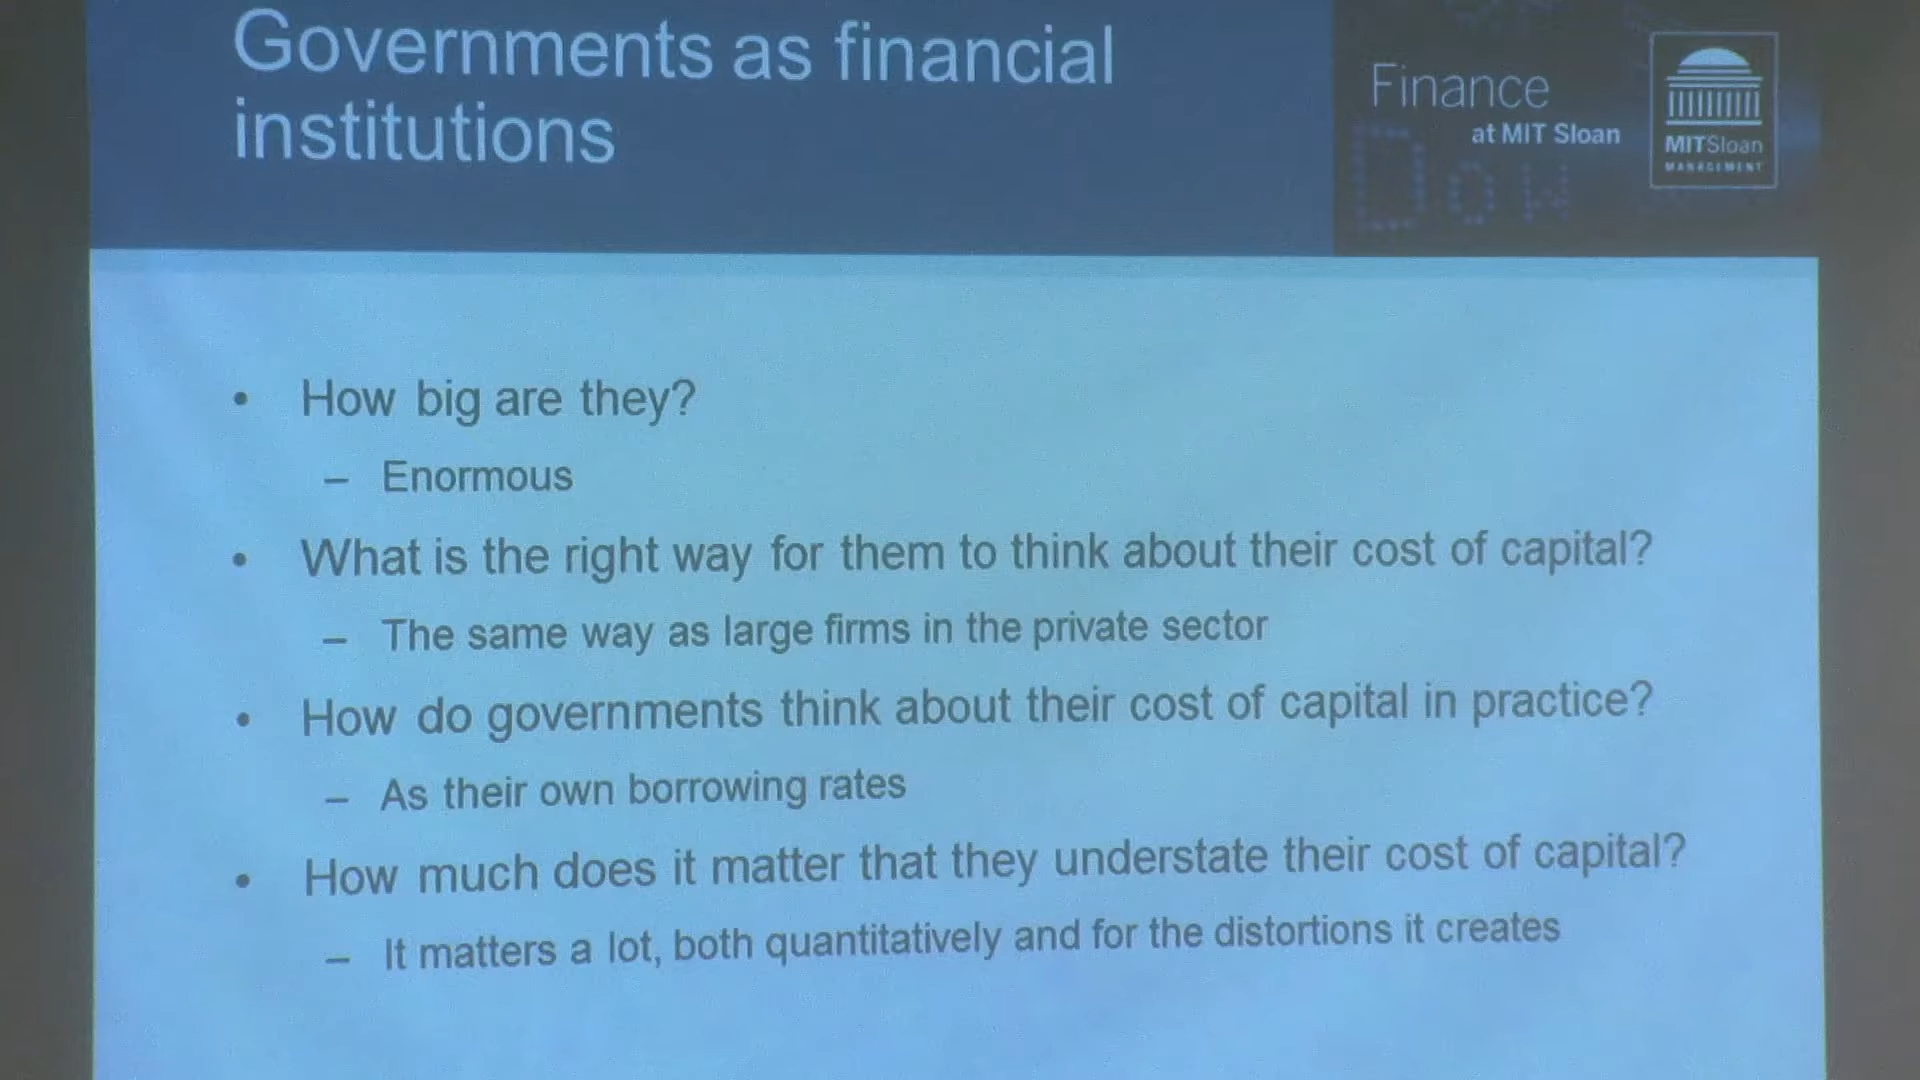 Governments as financial
institutions
Finance
at MIT Sloan
MITSloan
MANAGEMENT
Dow
• How big are they?
– Enormous
• What is the right way for them to think about their cost of capital?
– The same way as large firms in the private sector
• How do governments think about their cost of capital in practice?
– As their own borrowing rates
• How much does it matter that they understate their cost of capital?
– It matters a lot, both quantitatively and for the distortions it creates